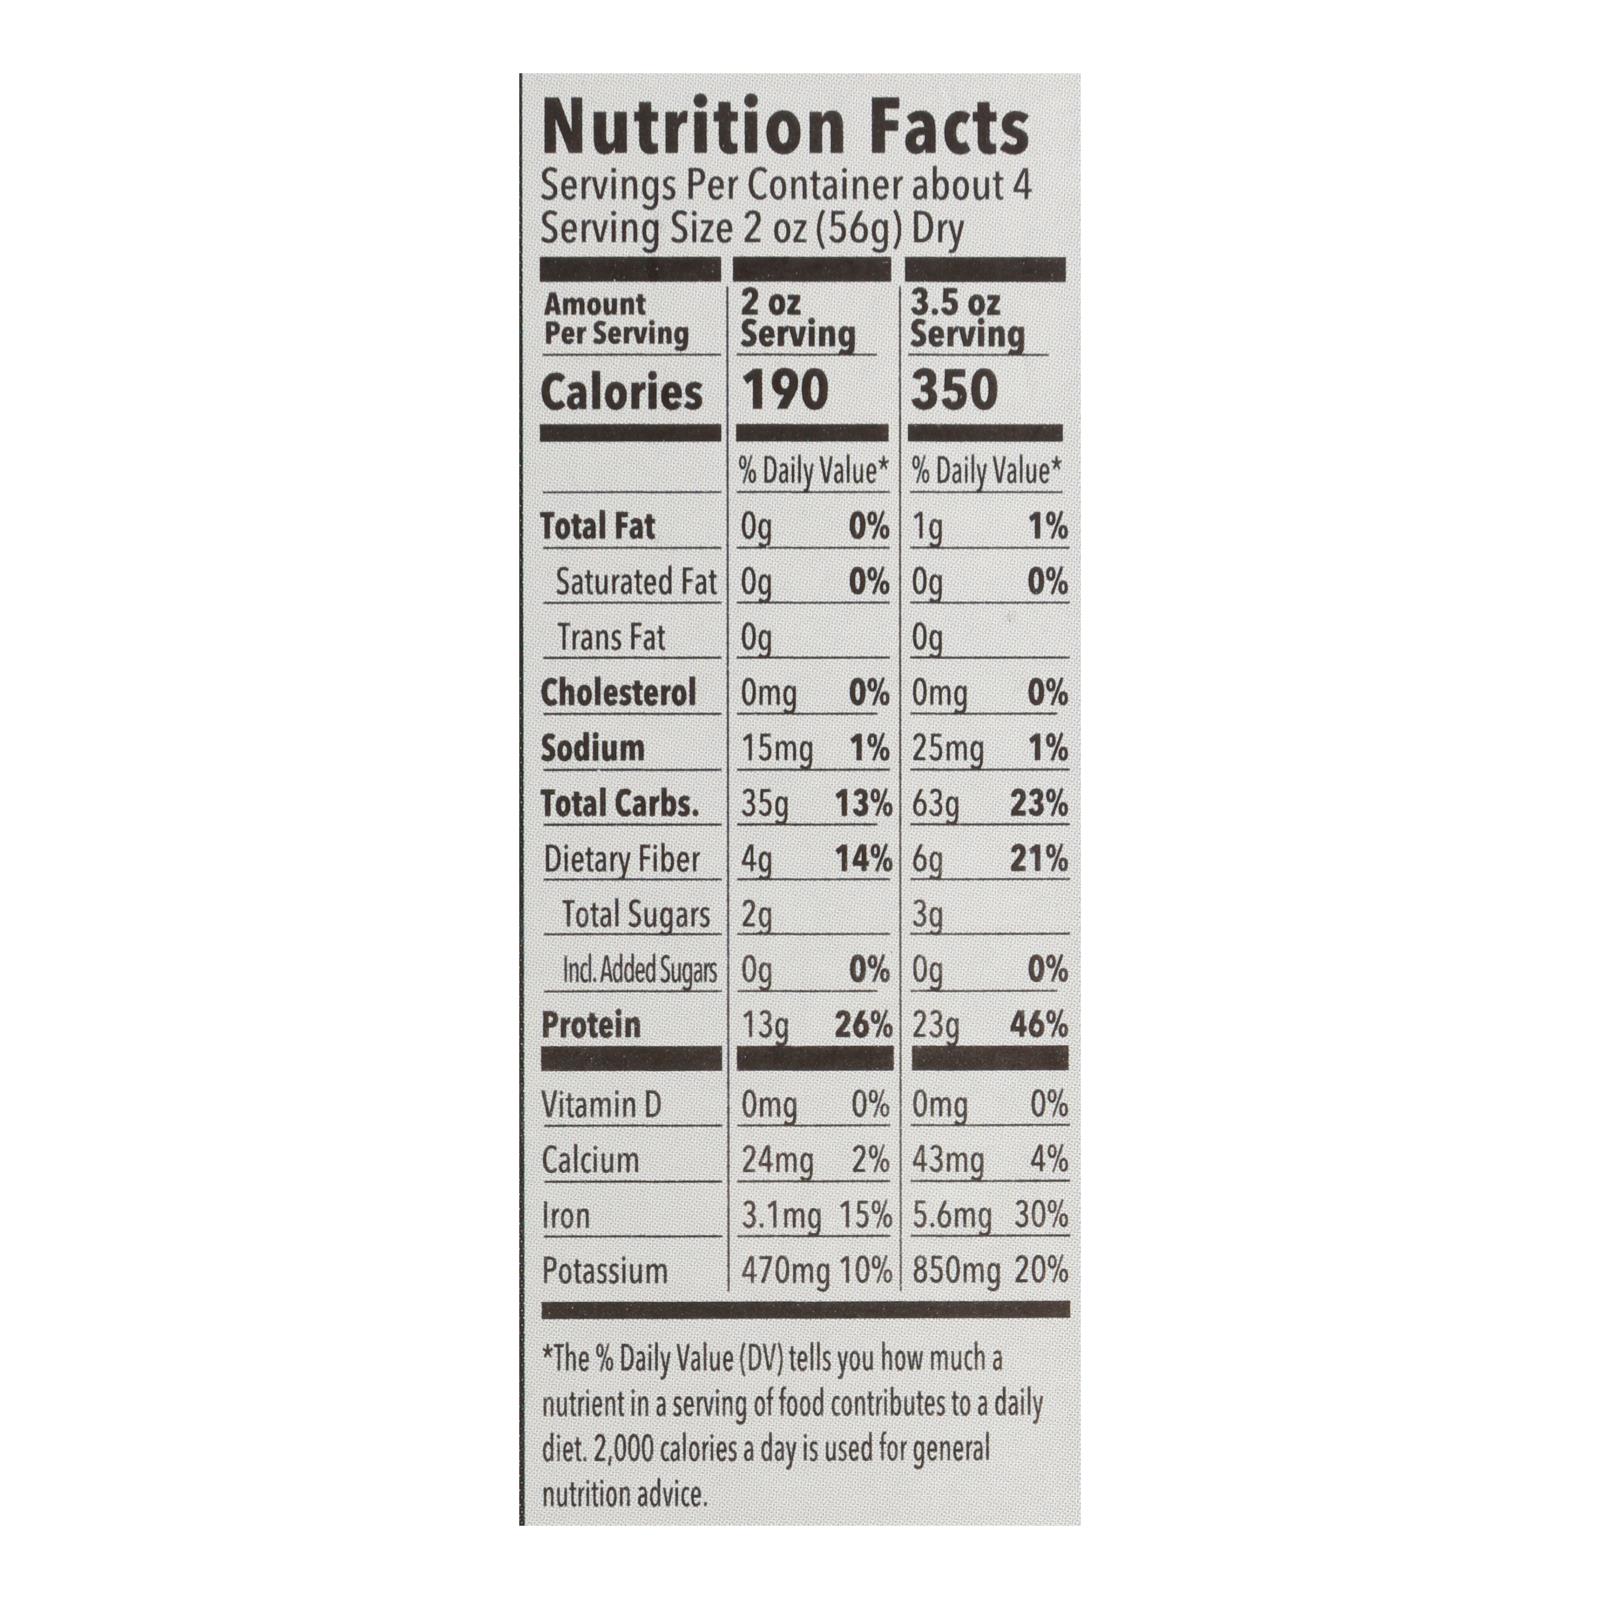 Nutrition Facts
Servings Per Container about 4
Serving Size 2 oz (56g) Dry
Amount Per Serving 2 oz Serving 3.5 oz Serving
Calories 190 350
% Daily Value* % Daily Value*
Total Fat 0g 0% 1g 1%
Saturated Fat 0g 0% 0g 0%
Trans Fat 0g 0g
Cholesterol 0mg 0% 0mg 0%
Sodium 15mg 1% 25mg 1%
Total Carbs. 35g 13% 63g 23%
Dietary Fiber 4g 14% 6g 21%
Total Sugars 2g 3g
Incl. Added Sugars 0g 0% 0g 0%
Protein 13g 26% 23g 46%
Vitamin D 0mg 0% 0mg 0%
Calcium 24mg 2% 43mg 4%
Iron 3.1mg 15% 5.6mg 30%
Potassium 470mg 10% 850mg 20%
*The % Daily Value (DV) tells you how much a
nutrient in a serving of food contributes to a daily
diet. 2,000 calories a day is used for general
nutrition advice.